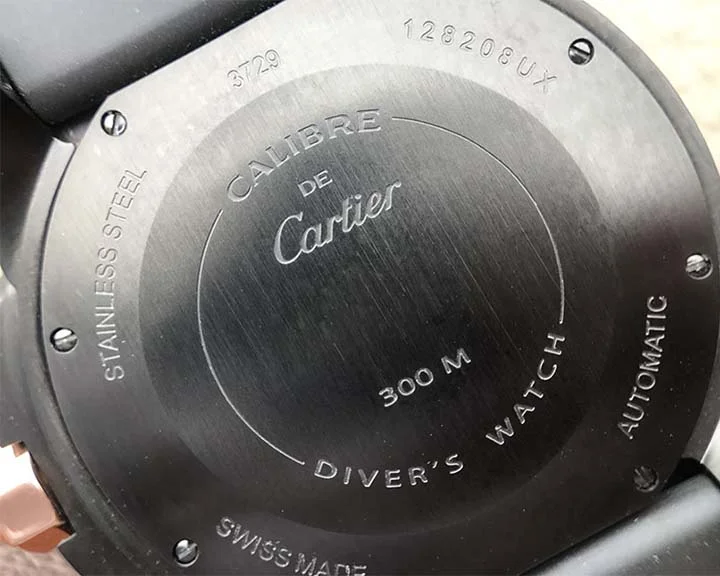 3729
128208UX
CALIBRE
DE
Cartier
300 M
DIVER'S WATCH
STAINLESS STEEL
AUTOMATIC
SWISS MADE